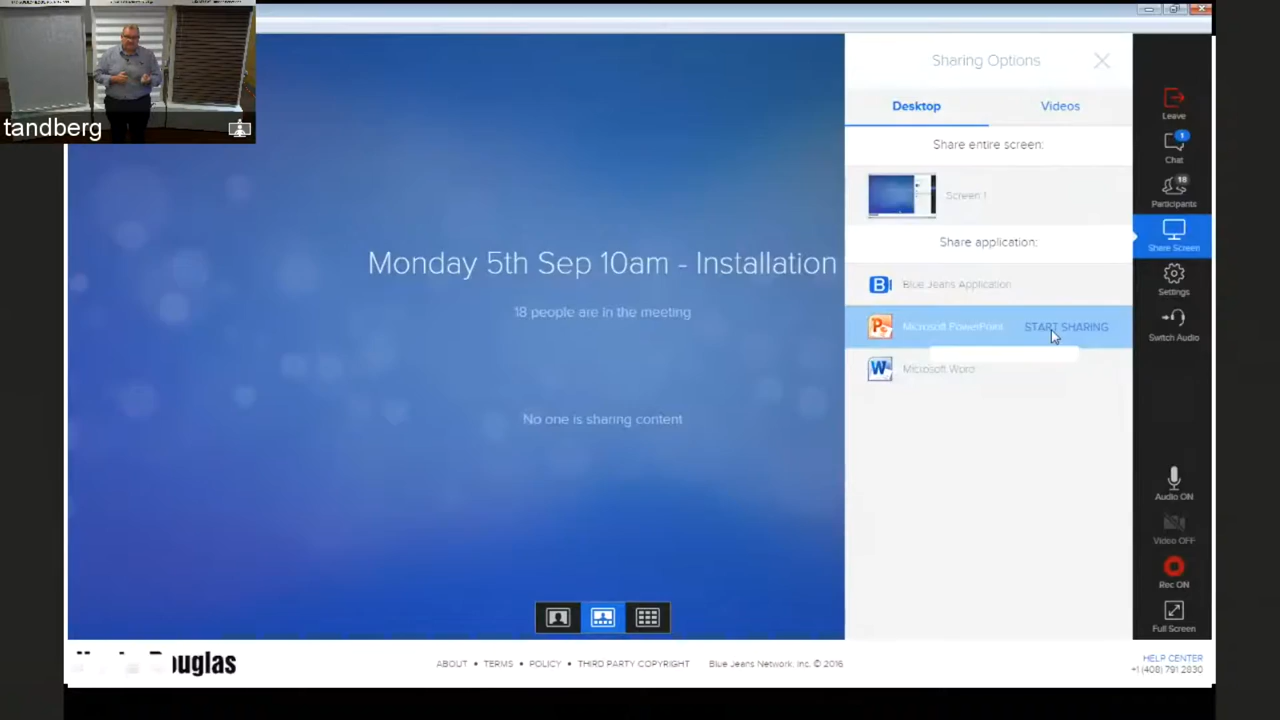 tandberg
Sharing Options
Desktop
Videos
Share entire screen:
Screen 1
Share application:
Blue Jeans Application
Microsoft PowerPoint
START SHARING
Microsoft Word
Monday 5th Sep 10am - Installation
18 people are in the meeting
No one is sharing content
Leave
1
Chat
18
Participants
Share Screen
Settings
Switch Audio
Audio ON
Video OFF
Rec ON
Full Screen
ABOUT • TERMS • POLICY • THIRD PARTY COPYRIGHT
Blue Jeans Network, Inc. © 2016
HELP CENTER
+1 (408) 791 2830